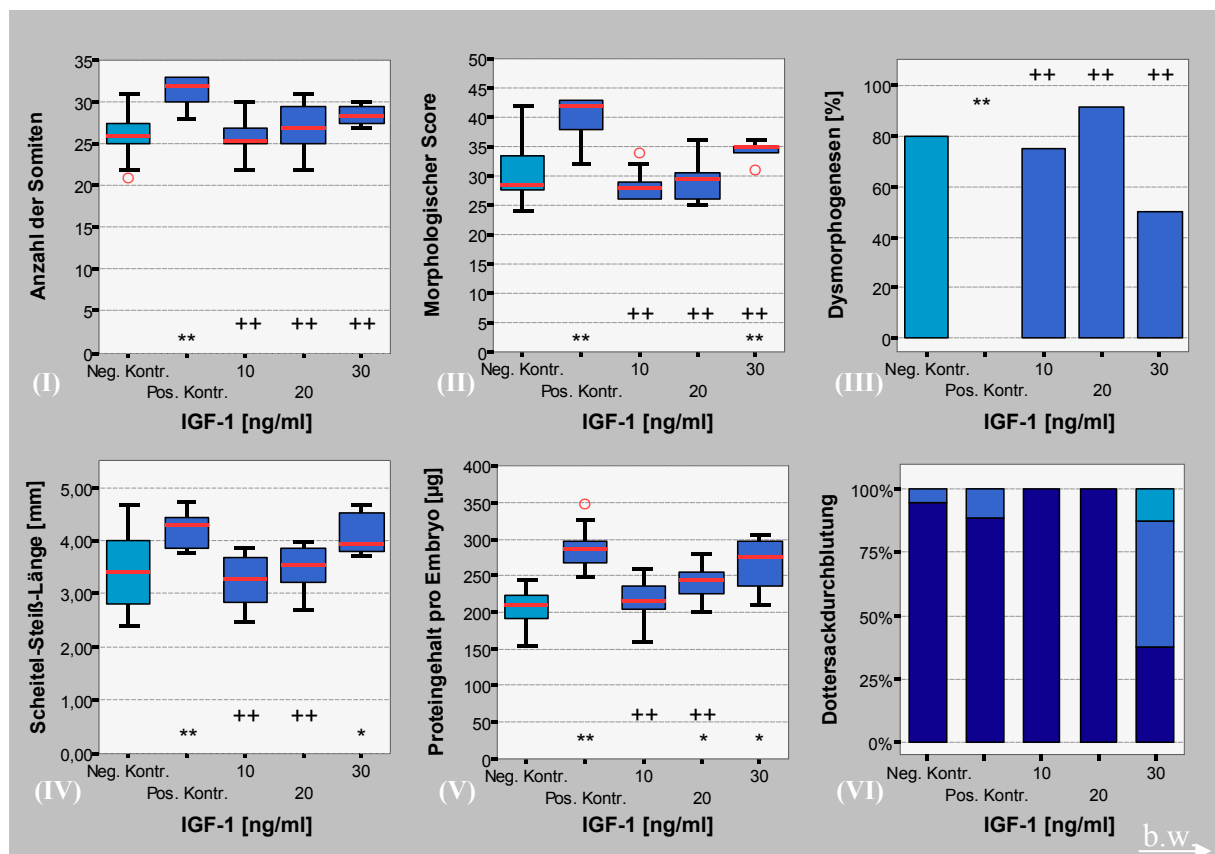 Anzahl der Somiten
35
30
25
20
15
10
5
0
**
++
++
++
Neg. Kontr.
10
30
Pos. Kontr.
20
IGF-1 [ng/ml]
(I)
Morphologischer Score
50
45
40
35
30
25
20
15
10
5
0
++
++
++
**
**
Neg. Kontr.
10
30
Pos. Kontr.
20
IGF-1 [ng/ml]
(II)
Dysmorphogenesen [%]
100
80
60
40
20
0
++
++
++
**
Neg. Kontr.
10
30
Pos. Kontr.
20
IGF-1 [ng/ml]
(III)
Scheitel-Steiß-Länge [mm]
5,00
4,00
3,00
2,00
1,00
0,00
++
++
**
*
Neg. Kontr.
10
30
Pos. Kontr.
20
IGF-1 [ng/ml]
(IV)
Proteingehalt pro Embryo [µg]
400
350
300
250
200
150
100
50
0
++
++
**
*
*
Neg. Kontr.
10
30
Pos. Kontr.
20
IGF-1 [ng/ml]
(V)
Dottersackdurchblutung
100%
75%
50%
25%
0%
Neg. Kontr.
10
30
Pos. Kontr.
20
IGF-1 [ng/ml]
(VI)
b.w.